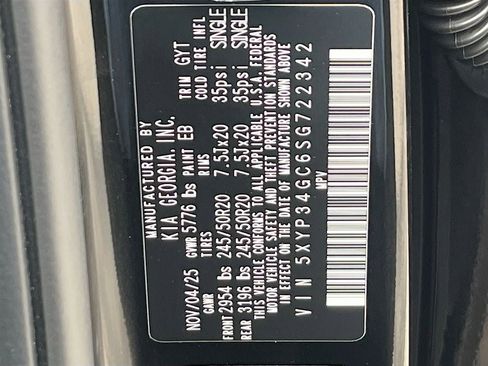 MANUFACTURED BY
KIA GEORGIA, INC.
NOV/04/25 GVWR 5776 lbs PAINT EB TRIM GYT
GAWR TIRES RIMS COLD TIRE INFL
FRONT 2954 lbs 245/50R20 7.5Jx20 35psi SINGLE
REAR 3196 lbs 245/50R20 7.5Jx20 35psi SINGLE
THIS VEHICLE CONFORMS TO ALL APPLICABLE U.S.A. FEDERAL
MOTOR VEHICLE SAFETY AND THEFT PREVENTION STANDARDS
IN EFFECT ON THE DATE OF MANUFACTURE SHOWN ABOVE
VIN 5XYP34GC6SG722342
MPV